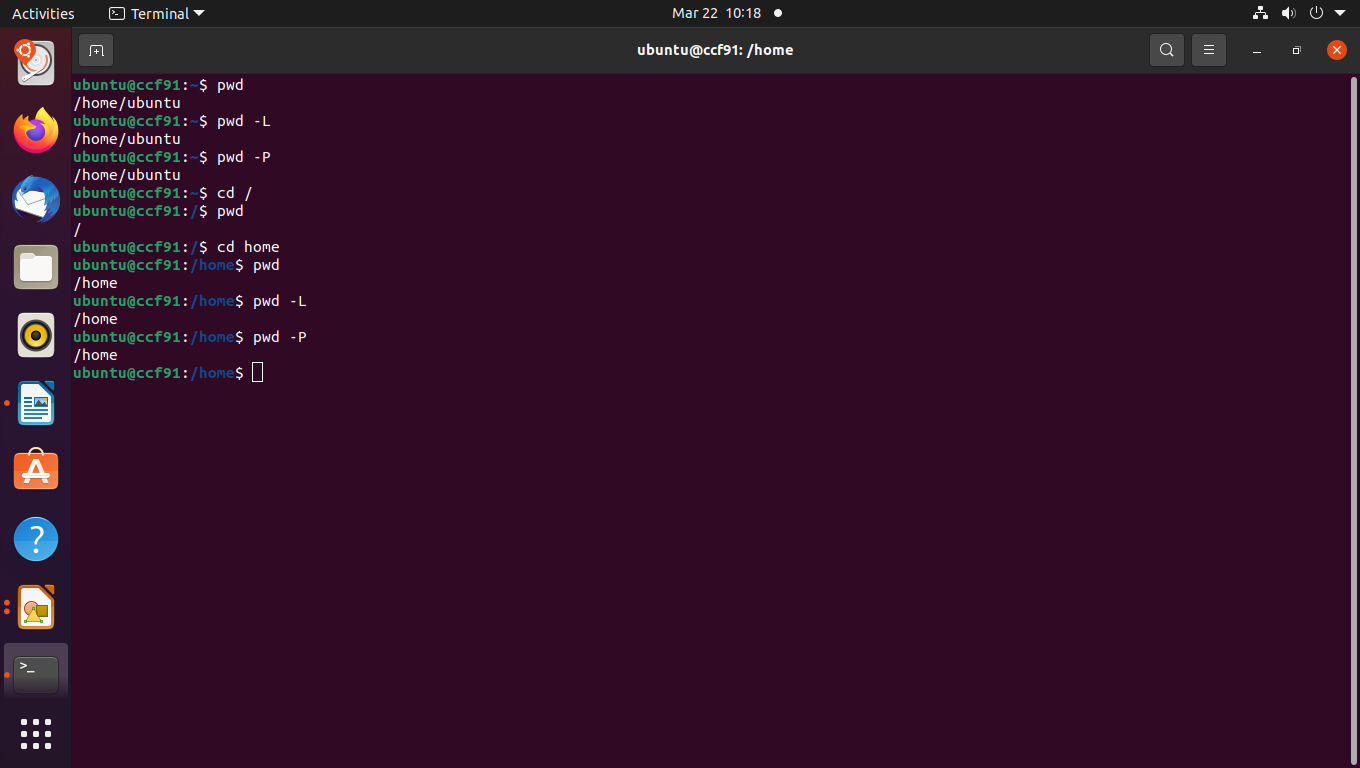 Activities Terminal Mar 22 10:18
ubuntu@ccf91: /home
ubuntu@ccf91:~$ pwd
/home/ubuntu
ubuntu@ccf91:~$ pwd -L
/home/ubuntu
ubuntu@ccf91:~$ pwd -P
/home/ubuntu
ubuntu@ccf91:~$ cd /
ubuntu@ccf91:/$ pwd
/
ubuntu@ccf91:/$ cd home
ubuntu@ccf91:/home$ pwd
/home
ubuntu@ccf91:/home$ pwd -L
/home
ubuntu@ccf91:/home$ pwd -P
/home
ubuntu@ccf91:/home$